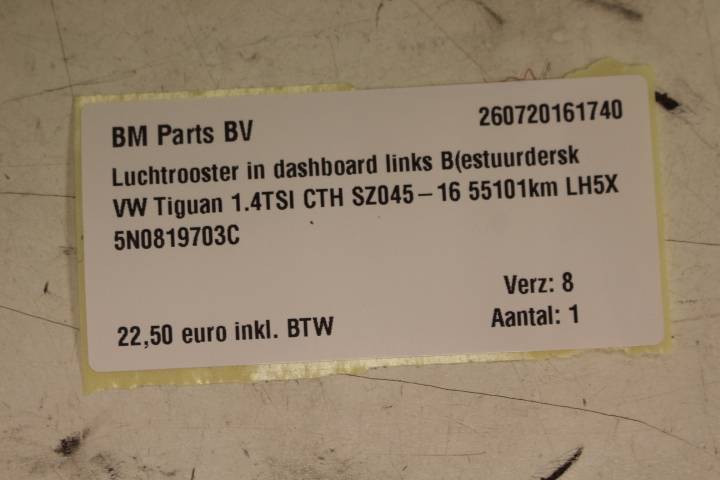 BM Parts BV 260720161740
Luchtrooster in dashboard links B(estuurdersk
VW Tiguan 1.4TSI CTH SZ045-16 55101km LH5X
5N0819703C
Verz: 8
22,50 euro inkl. BTW Aantal: 1